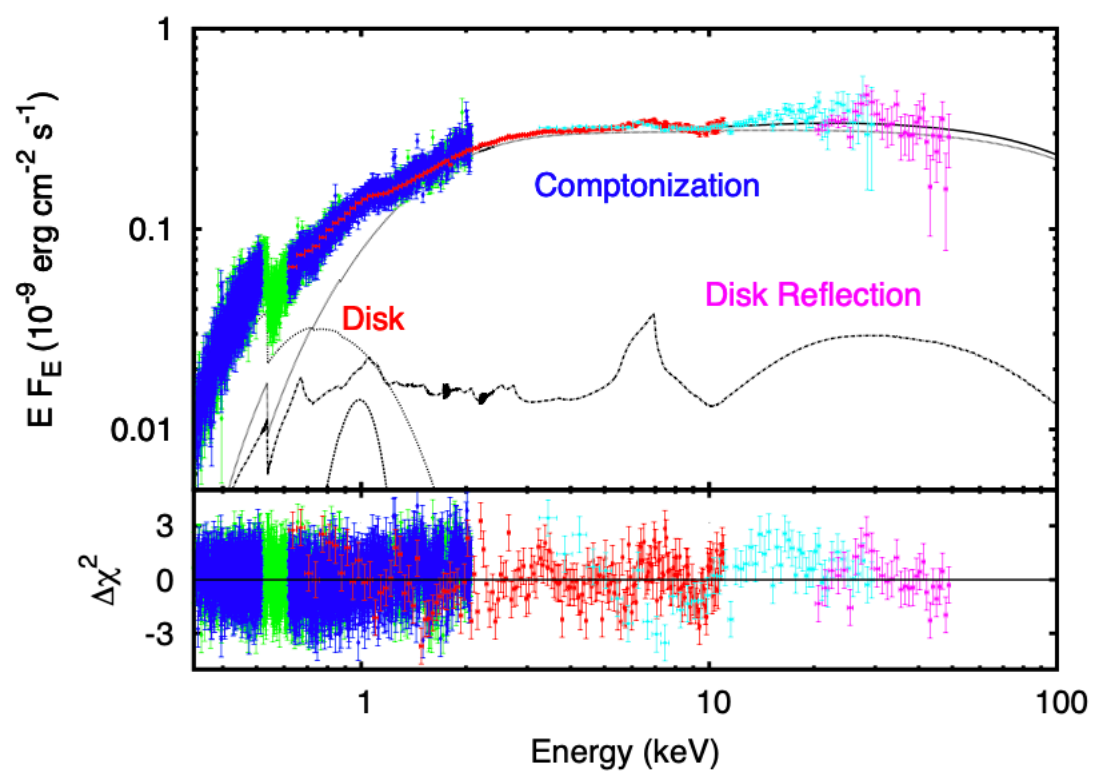 1
0.1
0.01
E F_E (10^-9 erg cm^-2 s^-1)
Comptonization
Disk Reflection
Disk
3
0
-3
Δχ^2
1
10
100
Energy (keV)